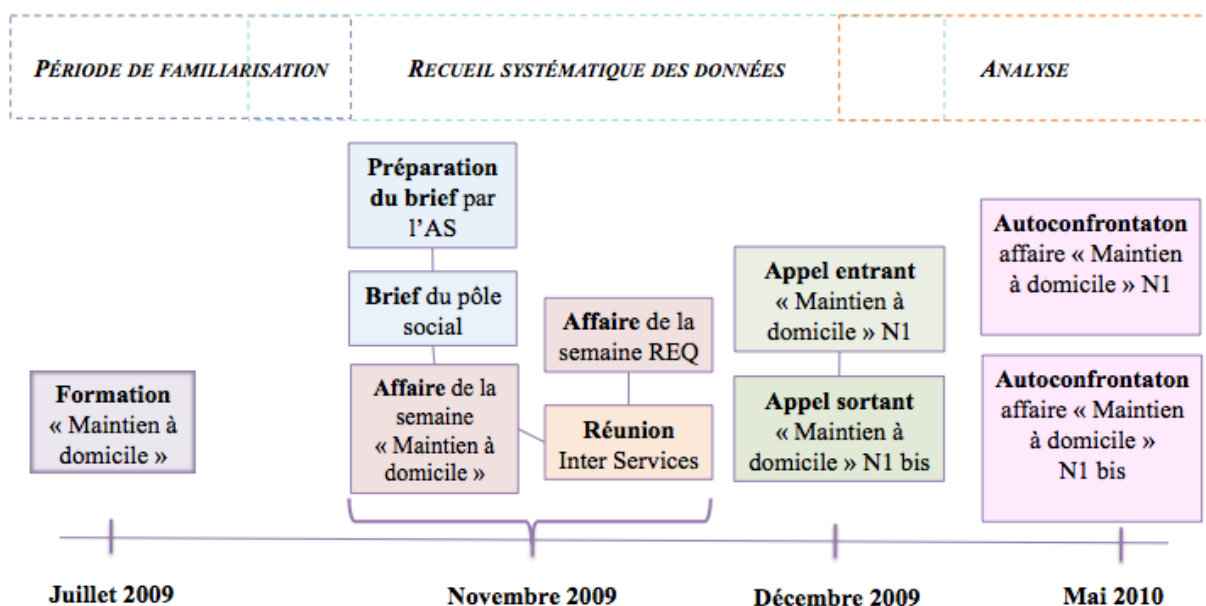 PÉRIODE DE FAMILIARISATION
RECUEIL SYSTÉMATIQUE DES DONNÉES
ANALYSE
Préparation
du brief par
l'AS
Brief du pôle
social
Affaire de la
semaine
« Maintien à
domicile »
Affaire de la
semaine REQ
Réunion
Inter Services
Appel entrant
« Maintien à
domicile » N1
Appel sortant
« Maintien à
domicile » N1 bis
Autoconfrontaton
affaire « Maintien
à domicile » N1
Autoconfrontaton
affaire « Maintien
à domicile »
N1 bis
Formation
« Maintien à
domicile »
Juillet 2009
Novembre 2009
Décembre 2009
Mai 2010